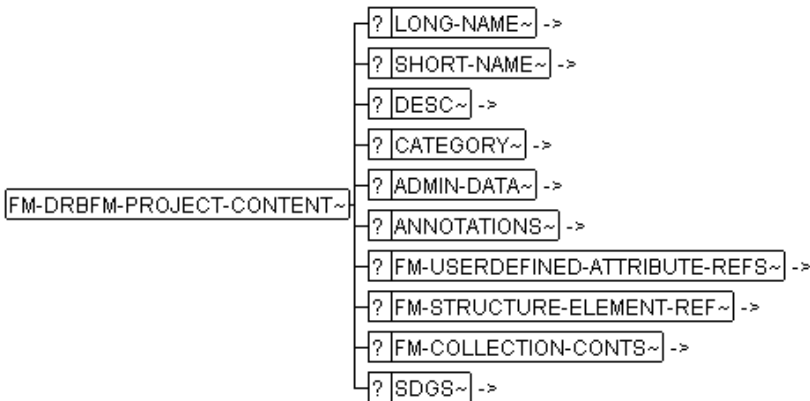 ? LONG-NAME~ ->
? SHORT-NAME~ ->
? DESC~ ->
? CATEGORY~ ->
? ADMIN-DATA~ ->
FM-DRBFM-PROJECT-CONTENT~
? ANNOTATIONS~ ->
? FM-USERDEFINED-ATTRIBUTE-REFS~ ->
? FM-STRUCTURE-ELEMENT-REF~ ->
? FM-COLLECTION-CONTS~ ->
? SDGS~ ->